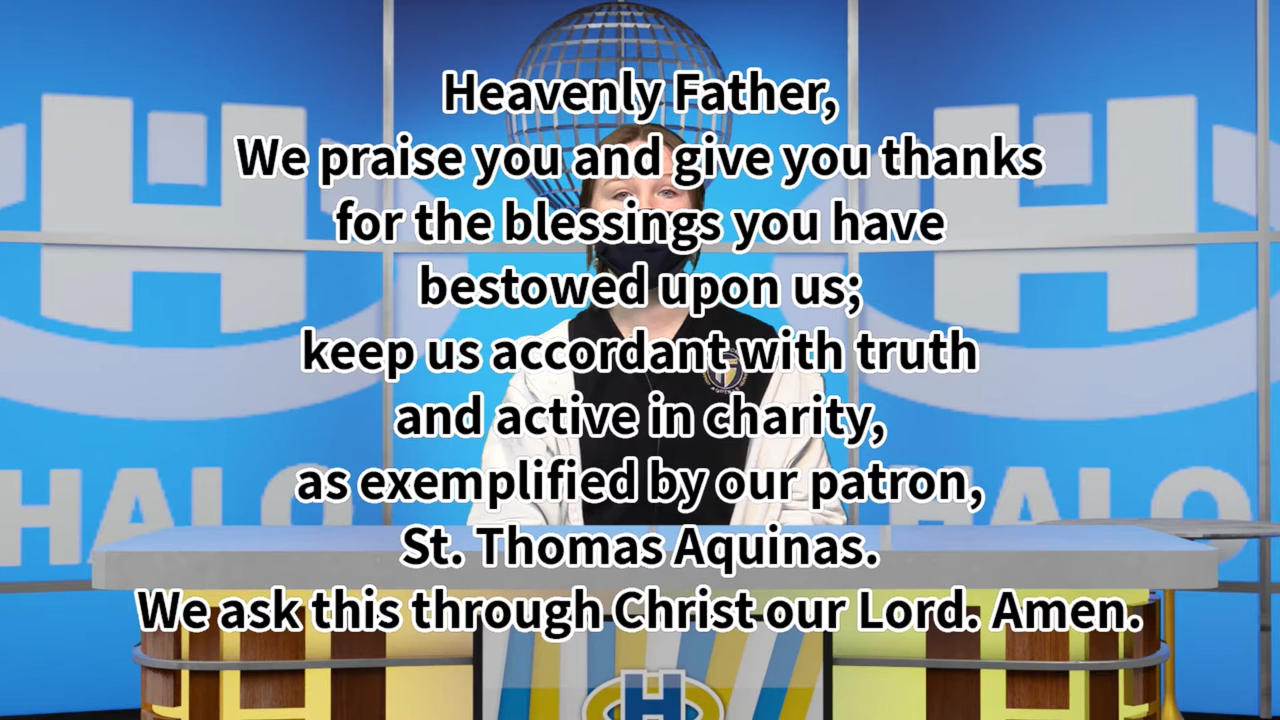 Heavenly Father,
We praise you and give you thanks
for the blessings you have
bestowed upon us;
keep us accordant with truth
and active in charity,
as exemplified by our patron,
St. Thomas Aquinas.
We ask this through Christ our Lord. Amen.
H
H
HALO
HALO
H